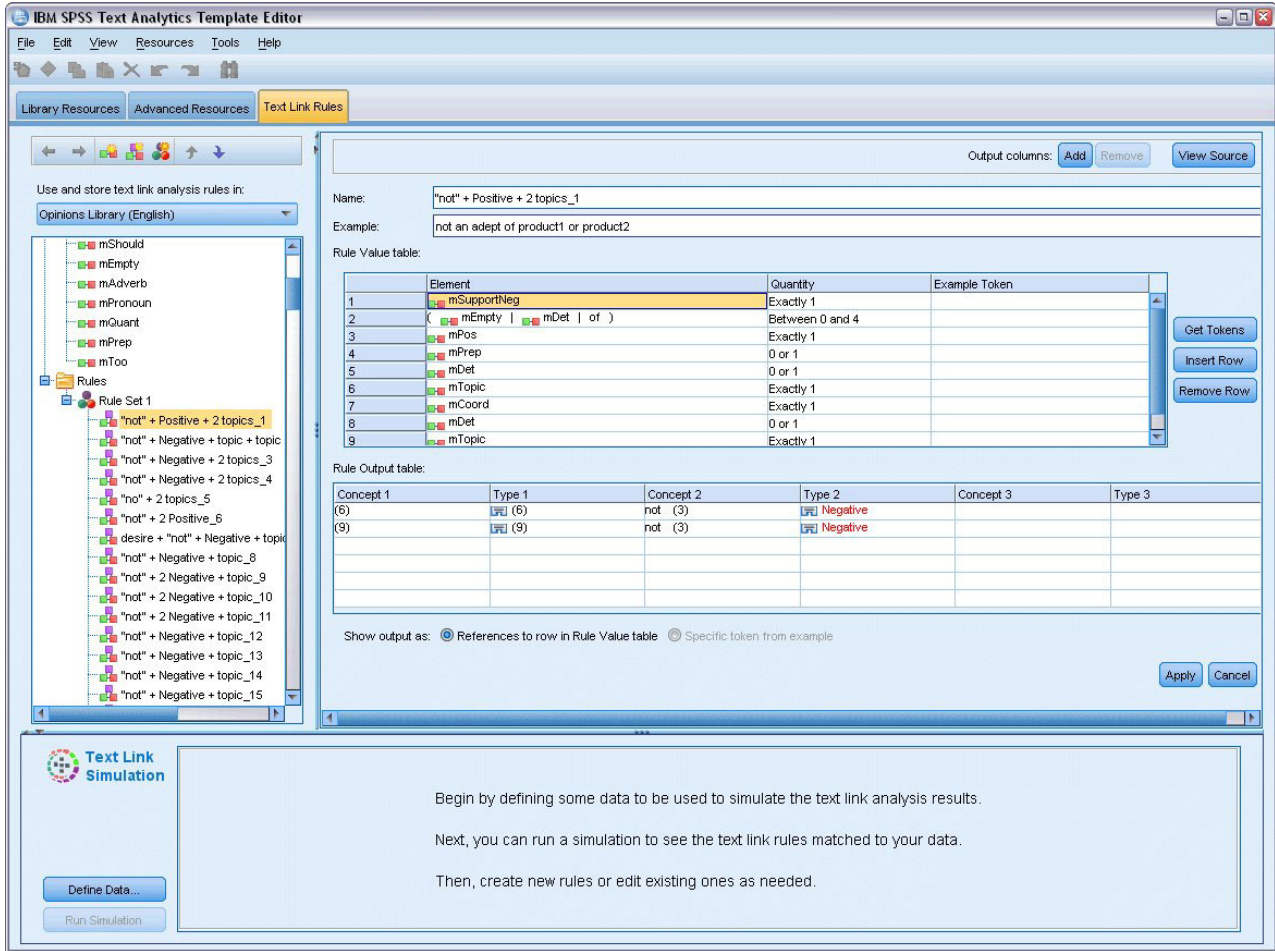 IBM SPSS Text Analytics Template Editor
File Edit View Resources Tools Help
Library Resources Advanced Resources Text Link Rules
Use and store text link analysis rules in:
Opinions Library (English)
mShould
mEmpty
mAdverb
mPronoun
mQuant
mPrep
mToo
Rules
Rule Set 1
"not" + Positive + 2 topics_1
"not" + Negative + topic + topic
"not" + Negative + 2 topics_3
"not" + Negative + 2 topics_4
"no" + 2 topics_5
"not" + 2 Positive_6
desire + "not" + Negative + topic
"not" + Negative + topic_8
"not" + 2 Negative + topic_9
"not" + 2 Negative + topic_10
"not" + 2 Negative + topic_11
"not" + Negative + topic_12
"not" + Negative + topic_13
"not" + Negative + topic_14
"not" + Negative + topic_15
Output columns: Add Remove View Source
Name: "not" + Positive + 2 topics_1
Example: not an adept of product1 or product2
Rule Value table:
Element Quantity Example Token
1 mSupportNeg Exactly 1
2 ( mEmpty | mDet | of ) Between 0 and 4
3 mPos Exactly 1
4 mPrep 0 or 1
5 mDet 0 or 1
6 mTopic Exactly 1
7 mCoord Exactly 1
8 mDet 0 or 1
9 mTopic Exactly 1
Get Tokens
Insert Row
Remove Row
Rule Output table:
Concept 1 Type 1 Concept 2 Type 2 Concept 3 Type 3
(6) (6) not (3) Negative
(9) (9) not (3) Negative
Show output as: References to row in Rule Value table Specific token from example
Apply Cancel
Text Link
Simulation
Begin by defining some data to be used to simulate the text link analysis results.
Next, you can run a simulation to see the text link rules matched to your data.
Then, create new rules or edit existing ones as needed.
Define Data...
Run Simulation